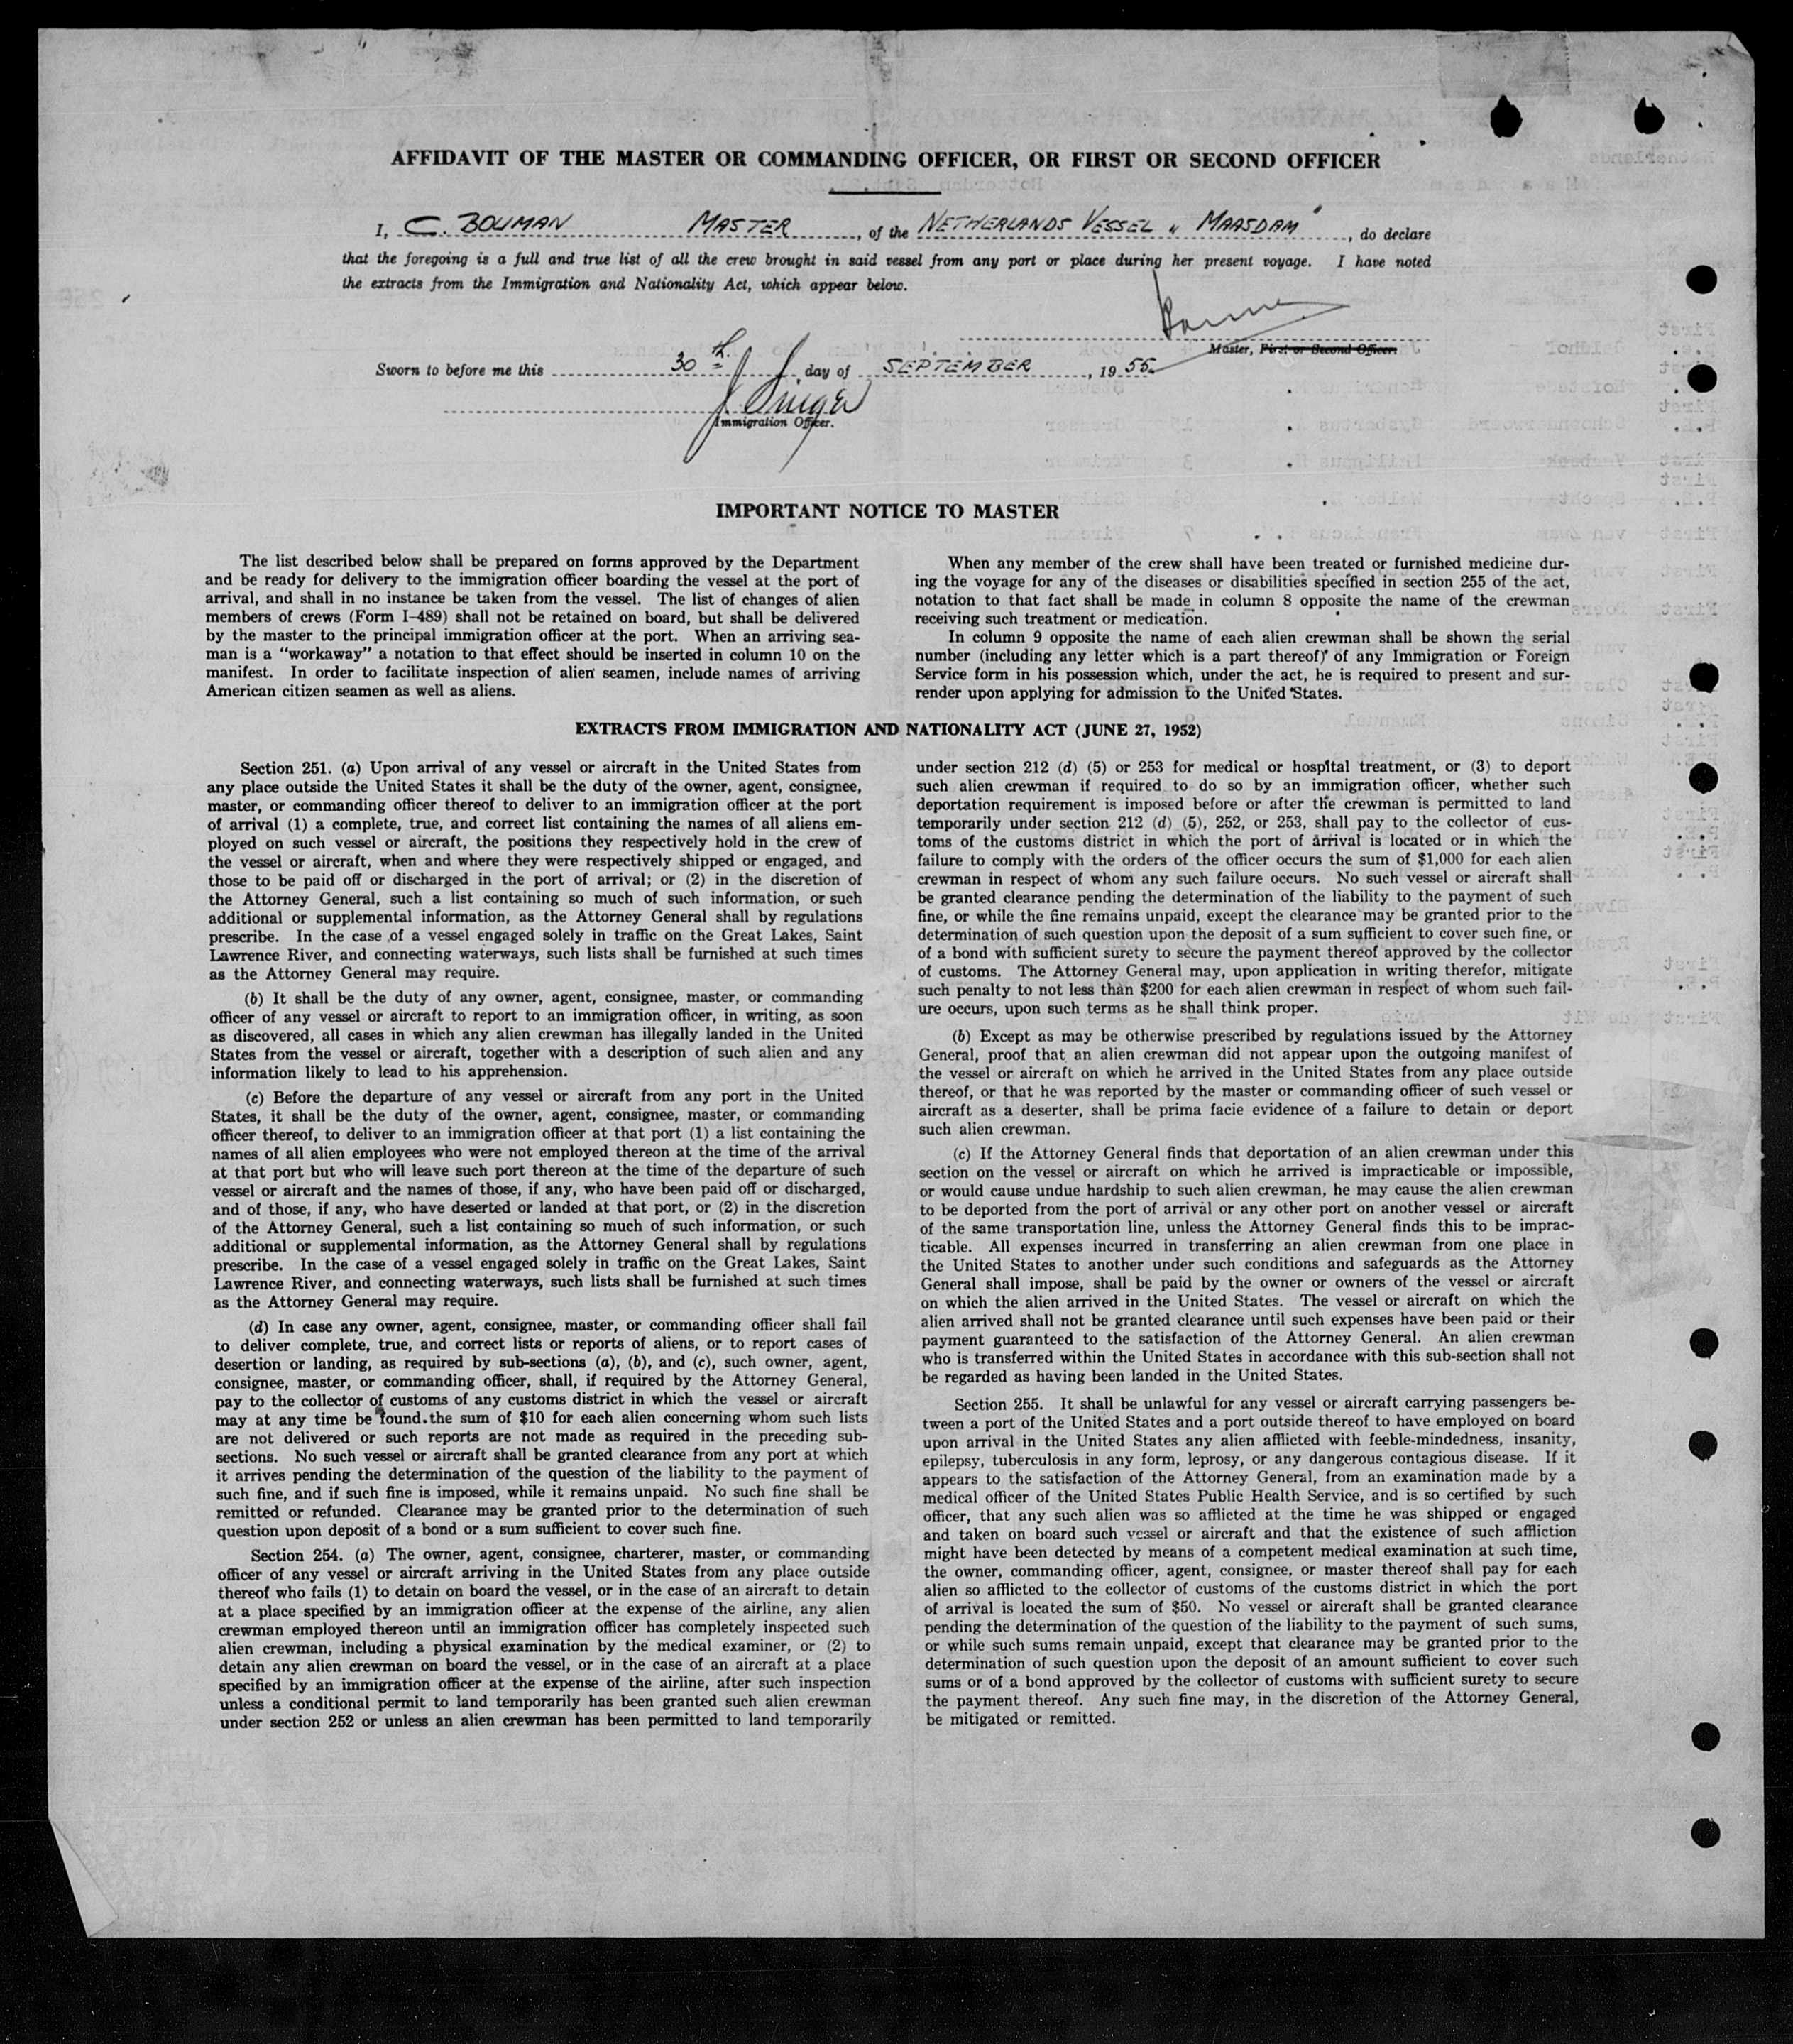 AFFIDAVIT OF THE MASTER OR COMMANDING OFFICER, OR FIRST OR SECOND OFFICER
I, C. BOUMAN MASTER, of the NETHERLANDS VESSEL „ MAASDAM", do declare
that the foregoing is a full and true list of all the crew brought in said vessel from any port or place during her present voyage. I have noted
the extracts from the Immigration and Nationality Act, which appear below.
Master, First or Second Officer.
Sworn to before me this 30th day of SEPTEMBER, 1955
Immigration Officer.
IMPORTANT NOTICE TO MASTER
The list described below shall be prepared on forms approved by the Department
and be ready for delivery to the immigration officer boarding the vessel at the port of
arrival, and shall in no instance be taken from the vessel. The list of changes of alien
members of crews (Form I-489) shall not be retained on board, but shall be delivered
by the master to the principal immigration officer at the port. When an arriving sea-
man is a "workaway" a notation to that effect should be inserted in column 10 on the
manifest. In order to facilitate inspection of alien seamen, include names of arriving
American citizen seamen as well as aliens.
When any member of the crew shall have been treated or furnished medicine dur-
ing the voyage for any of the diseases or disabilities specified in section 255 of the act,
notation to that fact shall be made in column 8 opposite the name of the crewman
receiving such treatment or medication.
In column 9 opposite the name of each alien crewman shall be shown the serial
number (including any letter which is a part thereof) of any Immigration or Foreign
Service form in his possession which, under the act, he is required to present and sur-
render upon applying for admission to the United States.
EXTRACTS FROM IMMIGRATION AND NATIONALITY ACT (JUNE 27, 1952)
Section 251. (a) Upon arrival of any vessel or aircraft in the United States from
any place outside the United States it shall be the duty of the owner, agent, consignee,
master, or commanding officer thereof to deliver to an immigration officer at the port
of arrival (1) a complete, true, and correct list containing the names of all aliens em-
ployed on such vessel or aircraft, the positions they respectively hold in the crew of
the vessel or aircraft, when and where they were respectively shipped or engaged, and
those to be paid off or discharged in the port of arrival; or (2) in the discretion of
the Attorney General, such a list containing so much of such information, or such
additional or supplemental information, as the Attorney General shall by regulations
prescribe. In the case of a vessel engaged solely in traffic on the Great Lakes, Saint
Lawrence River, and connecting waterways, such lists shall be furnished at such times
as the Attorney General may require.
(b) It shall be the duty of any owner, agent, consignee, master, or commanding
officer of any vessel or aircraft to report to an immigration officer, in writing, as soon
as discovered, all cases in which any alien crewman has illegally landed in the United
States from the vessel or aircraft, together with a description of such alien and any
information likely to lead to his apprehension.
(c) Before the departure of any vessel or aircraft from any port in the United
States, it shall be the duty of the owner, agent, consignee, master, or commanding
officer thereof, to deliver to an immigration officer at that port (1) a list containing the
names of all alien employees who were not employed thereon at the time of the arrival
at that port but who will leave such port thereon at the time of the departure of such
vessel or aircraft and the names of those, if any, who have been paid off or discharged,
and of those, if any, who have deserted or landed at that port, or (2) in the discretion
of the Attorney General, such a list containing so much of such information, or such
additional or supplemental information, as the Attorney General shall by regulations
prescribe. In the case of a vessel engaged solely in traffic on the Great Lakes, Saint
Lawrence River, and connecting waterways, such lists shall be furnished at such times
as the Attorney General may require.
(d) In case any owner, agent, consignee, master, or commanding officer shall fail
to deliver complete, true, and correct lists or reports of aliens, or to report cases of
desertion or landing, as required by sub-sections (a), (b), and (c), such owner, agent,
consignee, master, or commanding officer, shall, if required by the Attorney General,
pay to the collector of customs of any customs district in which the vessel or aircraft
may at any time be found the sum of $10 for each alien concerning whom such lists
are not delivered or such reports are not made as required in the preceding sub-
sections. No such vessel or aircraft shall be granted clearance from any port at which
it arrives pending the determination of the question of the liability to the payment of
such fine, and if such fine is imposed, while it remains unpaid. No such fine shall be
remitted or refunded. Clearance may be granted prior to the determination of such
question upon deposit of a bond or a sum sufficient to cover such fine.
Section 254. (a) The owner, agent, consignee, charterer, master, or commanding
officer of any vessel or aircraft arriving in the United States from any place outside
thereof who fails (1) to detain on board the vessel, or in the case of an aircraft to detain
at a place specified by an immigration officer at the expense of the airline, any alien
crewman employed thereon until an immigration officer has completely inspected such
alien crewman, including a physical examination by the medical examiner, or (2) to
detain any alien crewman on board the vessel, or in the case of an aircraft at a place
specified by an immigration officer at the expense of the airline, after such inspection
unless a conditional permit to land temporarily has been granted such alien crewman
under section 252 or unless an alien crewman has been permitted to land temporarily
under section 212 (d) (5) or 253 for medical or hospital treatment, or (3) to deport
such alien crewman if required to do so by an immigration officer, whether such
deportation requirement is imposed before or after the crewman is permitted to land
temporarily under section 212 (d) (5), 252, or 253, shall pay to the collector of cus-
toms of the customs district in which the port of arrival is located or in which the
failure to comply with the orders of the officer occurs the sum of $1,000 for each alien
crewman in respect of whom any such failure occurs. No such vessel or aircraft shall
be granted clearance pending the determination of the liability to the payment of such
fine, or while the fine remains unpaid, except the clearance may be granted prior to the
determination of such question upon the deposit of a sum sufficient to cover such fine, or
of a bond with sufficient surety to secure the payment thereof approved by the collector
of customs. The Attorney General may, upon application in writing therefor, mitigate
such penalty to not less than $200 for each alien crewman in respect of whom such fail-
ure occurs, upon such terms as he shall think proper.
(b) Except as may be otherwise prescribed by regulations issued by the Attorney
General, proof that an alien crewman did not appear upon the outgoing manifest of
the vessel or aircraft on which he arrived in the United States from any place outside
thereof, or that he was reported by the master or commanding officer of such vessel or
aircraft as a deserter, shall be prima facie evidence of a failure to detain or deport
such alien crewman.
(c) If the Attorney General finds that deportation of an alien crewman under this
section on the vessel or aircraft on which he arrived is impracticable or impossible,
or would cause undue hardship to such alien crewman, he may cause the alien crewman
to be deported from the port of arrival or any other port on another vessel or aircraft
of the same transportation line, unless the Attorney General finds this to be imprac-
ticable. All expenses incurred in transferring an alien crewman from one place in
the United States to another under such conditions and safeguards as the Attorney
General shall impose, shall be paid by the owner or owners of the vessel or aircraft
on which the alien arrived in the United States. The vessel or aircraft on which the
alien arrived shall not be granted clearance until such expenses have been paid or their
payment guaranteed to the satisfaction of the Attorney General. An alien crewman
who is transferred within the United States in accordance with this sub-section shall not
be regarded as having been landed in the United States.
Section 255. It shall be unlawful for any vessel or aircraft carrying passengers be-
tween a port of the United States and a port outside thereof to have employed on board
upon arrival in the United States any alien afflicted with feeble-mindedness, insanity,
epilepsy, tuberculosis in any form, leprosy, or any dangerous contagious disease. If it
appears to the satisfaction of the Attorney General, from an examination made by a
medical officer of the United States Public Health Service, and is so certified by such
officer, that any such alien was so afflicted at the time he was shipped or engaged
and taken on board such vessel or aircraft and that the existence of such affliction
might have been detected by means of a competent medical examination at such time,
the owner, commanding officer, agent, consignee, or master thereof shall pay for each
alien so afflicted to the collector of customs of the customs district in which the port
of arrival is located the sum of $50. No vessel or aircraft shall be granted clearance
pending the determination of the question of the liability to the payment of such sums,
or while such sums remain unpaid, except that clearance may be granted prior to the
determination of such question upon the deposit of an amount sufficient to cover such
sums or of a bond approved by the collector of customs with sufficient surety to secure
the payment thereof. Any such fine may, in the discretion of the Attorney General,
be mitigated or remitted.